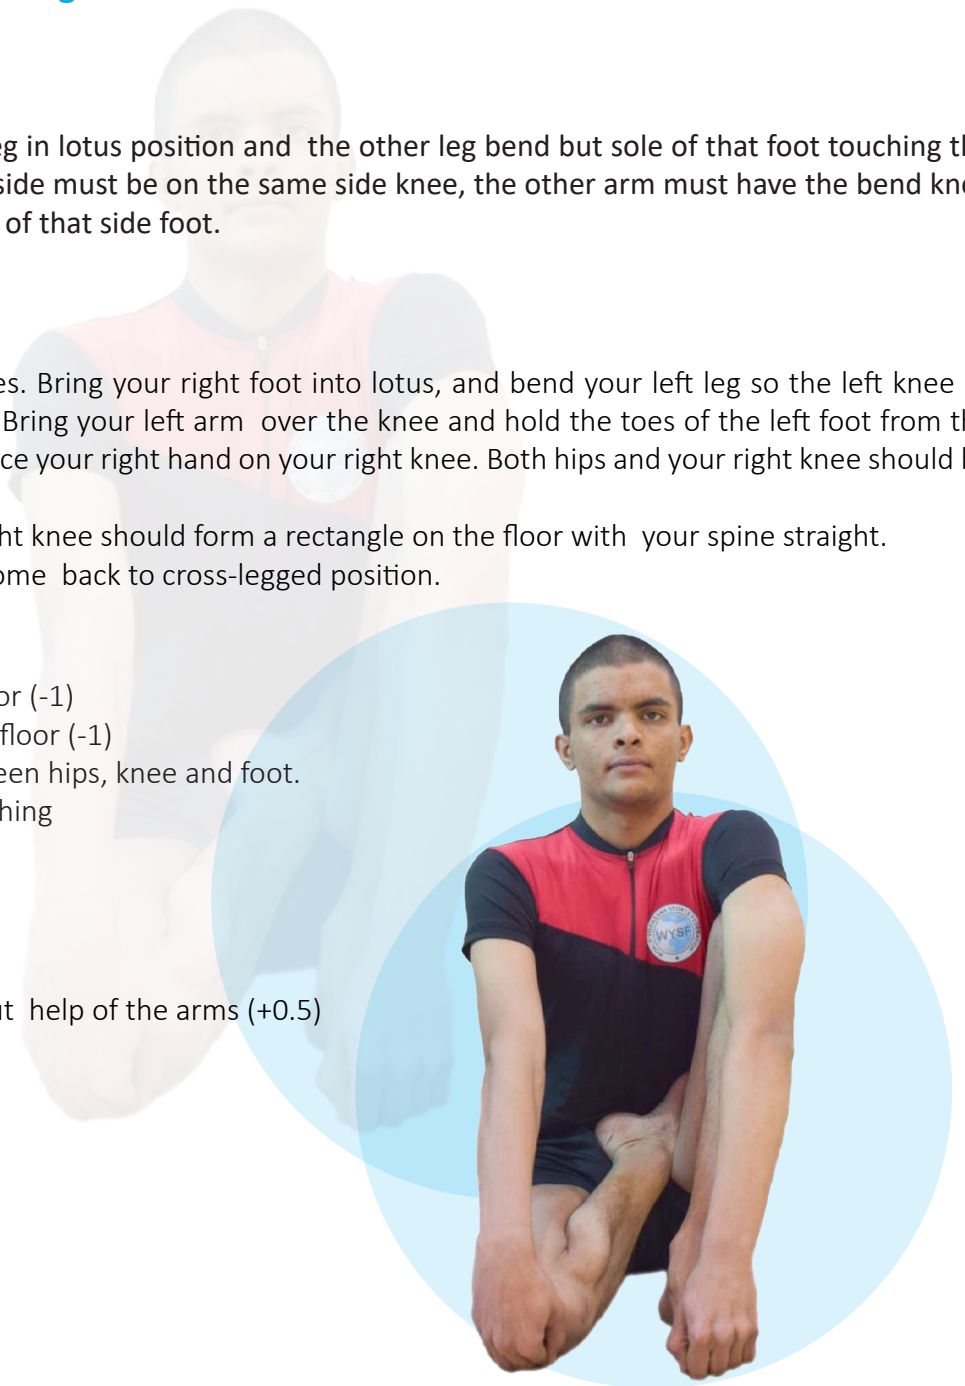 g in lotus position and  the other leg bend but sole of that foot touching
side must be on the same side knee, the other arm must have the bend
of that side foot.
es. Bring your right foot into lotus, and bend your left leg so the left knee
Bring your left arm  over the knee and hold the toes of the left foot from
ce your right hand on your right knee. Both hips and your right knee should
ht knee should form a rectangle on the floor with  your spine straight.
ome  back to cross-legged position.
or (-1)
floor (-1)
een hips, knee and foot.
hing
help of the arms (+0.5)
WYSF